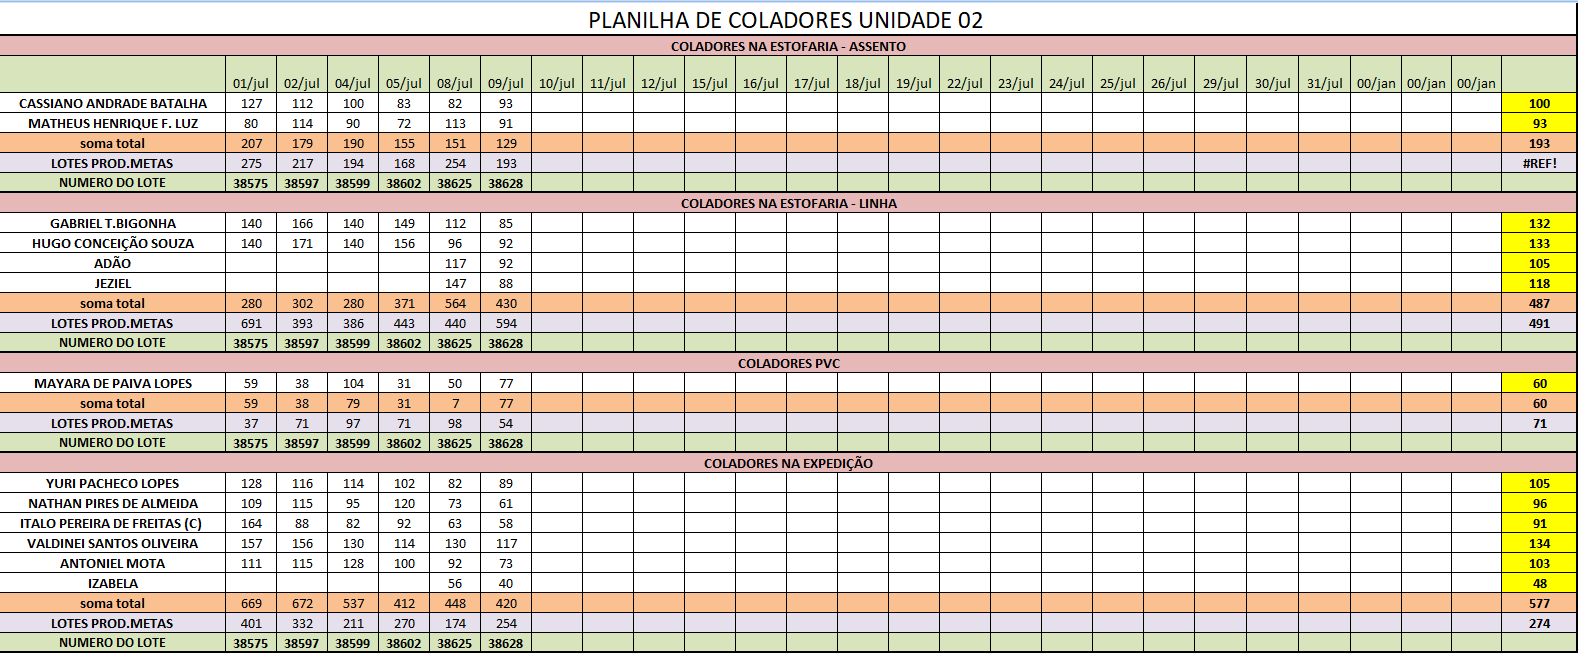 PLANILHA DE COLADORES UNIDADE 02
COLADORES NA ESTOFARIA - ASSENTO
01/jul 02/jul 04/jul 05/jul 08/jul 09/jul 10/jul 11/jul 12/jul 15/jul 16/jul 17/jul 18/jul 19/jul 22/jul 23/jul 24/jul 25/jul 26/jul 29/jul 30/jul 31/jul 00/jan 00/jan 00/jan
CASSIANO ANDRADE BATALHA 127 112 100 83 82 93 100
MATHEUS HENRIQUE F. LUZ 80 114 90 72 113 91 93
soma total 207 179 190 155 151 129 193
LOTES PROD.METAS 275 217 194 168 254 193 #REF!
NUMERO DO LOTE 38575 38597 38599 38602 38625 38628
COLADORES NA ESTOFARIA - LINHA
GABRIEL T.BIGONHA 140 166 140 149 112 85 132
HUGO CONCEIÇÃO SOUZA 140 171 140 156 96 92 133
ADÃO 117 92 105
JEZIEL 147 88 118
soma total 280 302 280 371 564 430 487
LOTES PROD.METAS 691 393 386 443 440 594 491
NUMERO DO LOTE 38575 38597 38599 38602 38625 38628
COLADORES PVC
MAYARA DE PAIVA LOPES 59 38 104 31 50 77 60
soma total 59 38 79 31 7 77 60
LOTES PROD.METAS 37 71 97 71 98 54 71
NUMERO DO LOTE 38575 38597 38599 38602 38625 38628
COLADORES NA EXPEDIÇÃO
YURI PACHECO LOPES 128 116 114 102 82 89 105
NATHAN PIRES DE ALMEIDA 109 115 95 120 73 61 96
ITALO PEREIRA DE FREITAS (C) 164 88 82 92 63 58 91
VALDINEI SANTOS OLIVEIRA 157 156 130 114 130 117 134
ANTONIEL MOTA 111 115 128 100 92 73 103
IZABELA 56 40 48
soma total 669 672 537 412 448 420 577
LOTES PROD.METAS 401 332 211 270 174 254 274
NUMERO DO LOTE 38575 38597 38599 38602 38625 38628